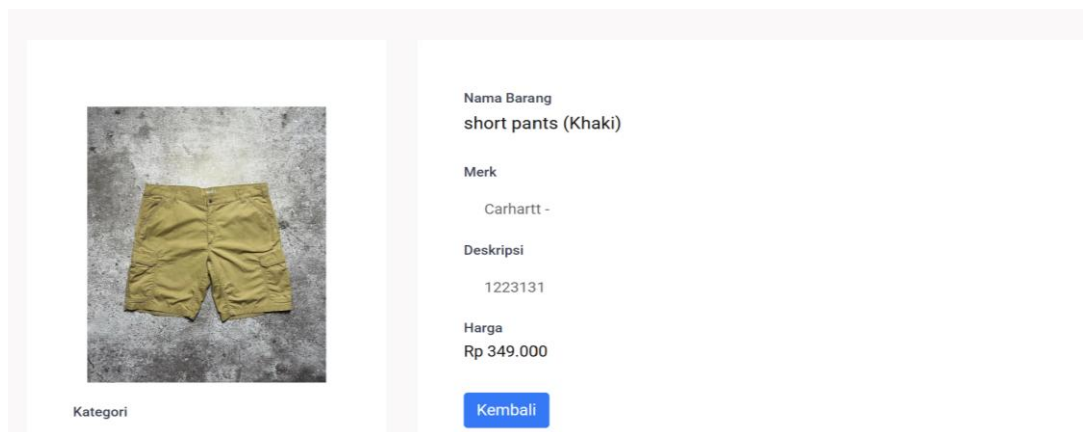 Nama Barang
short pants (Khaki)
Merk
Carhartt -
Deskripsi
1223131
Harga
Rp 349.000
Kembali
Kategori